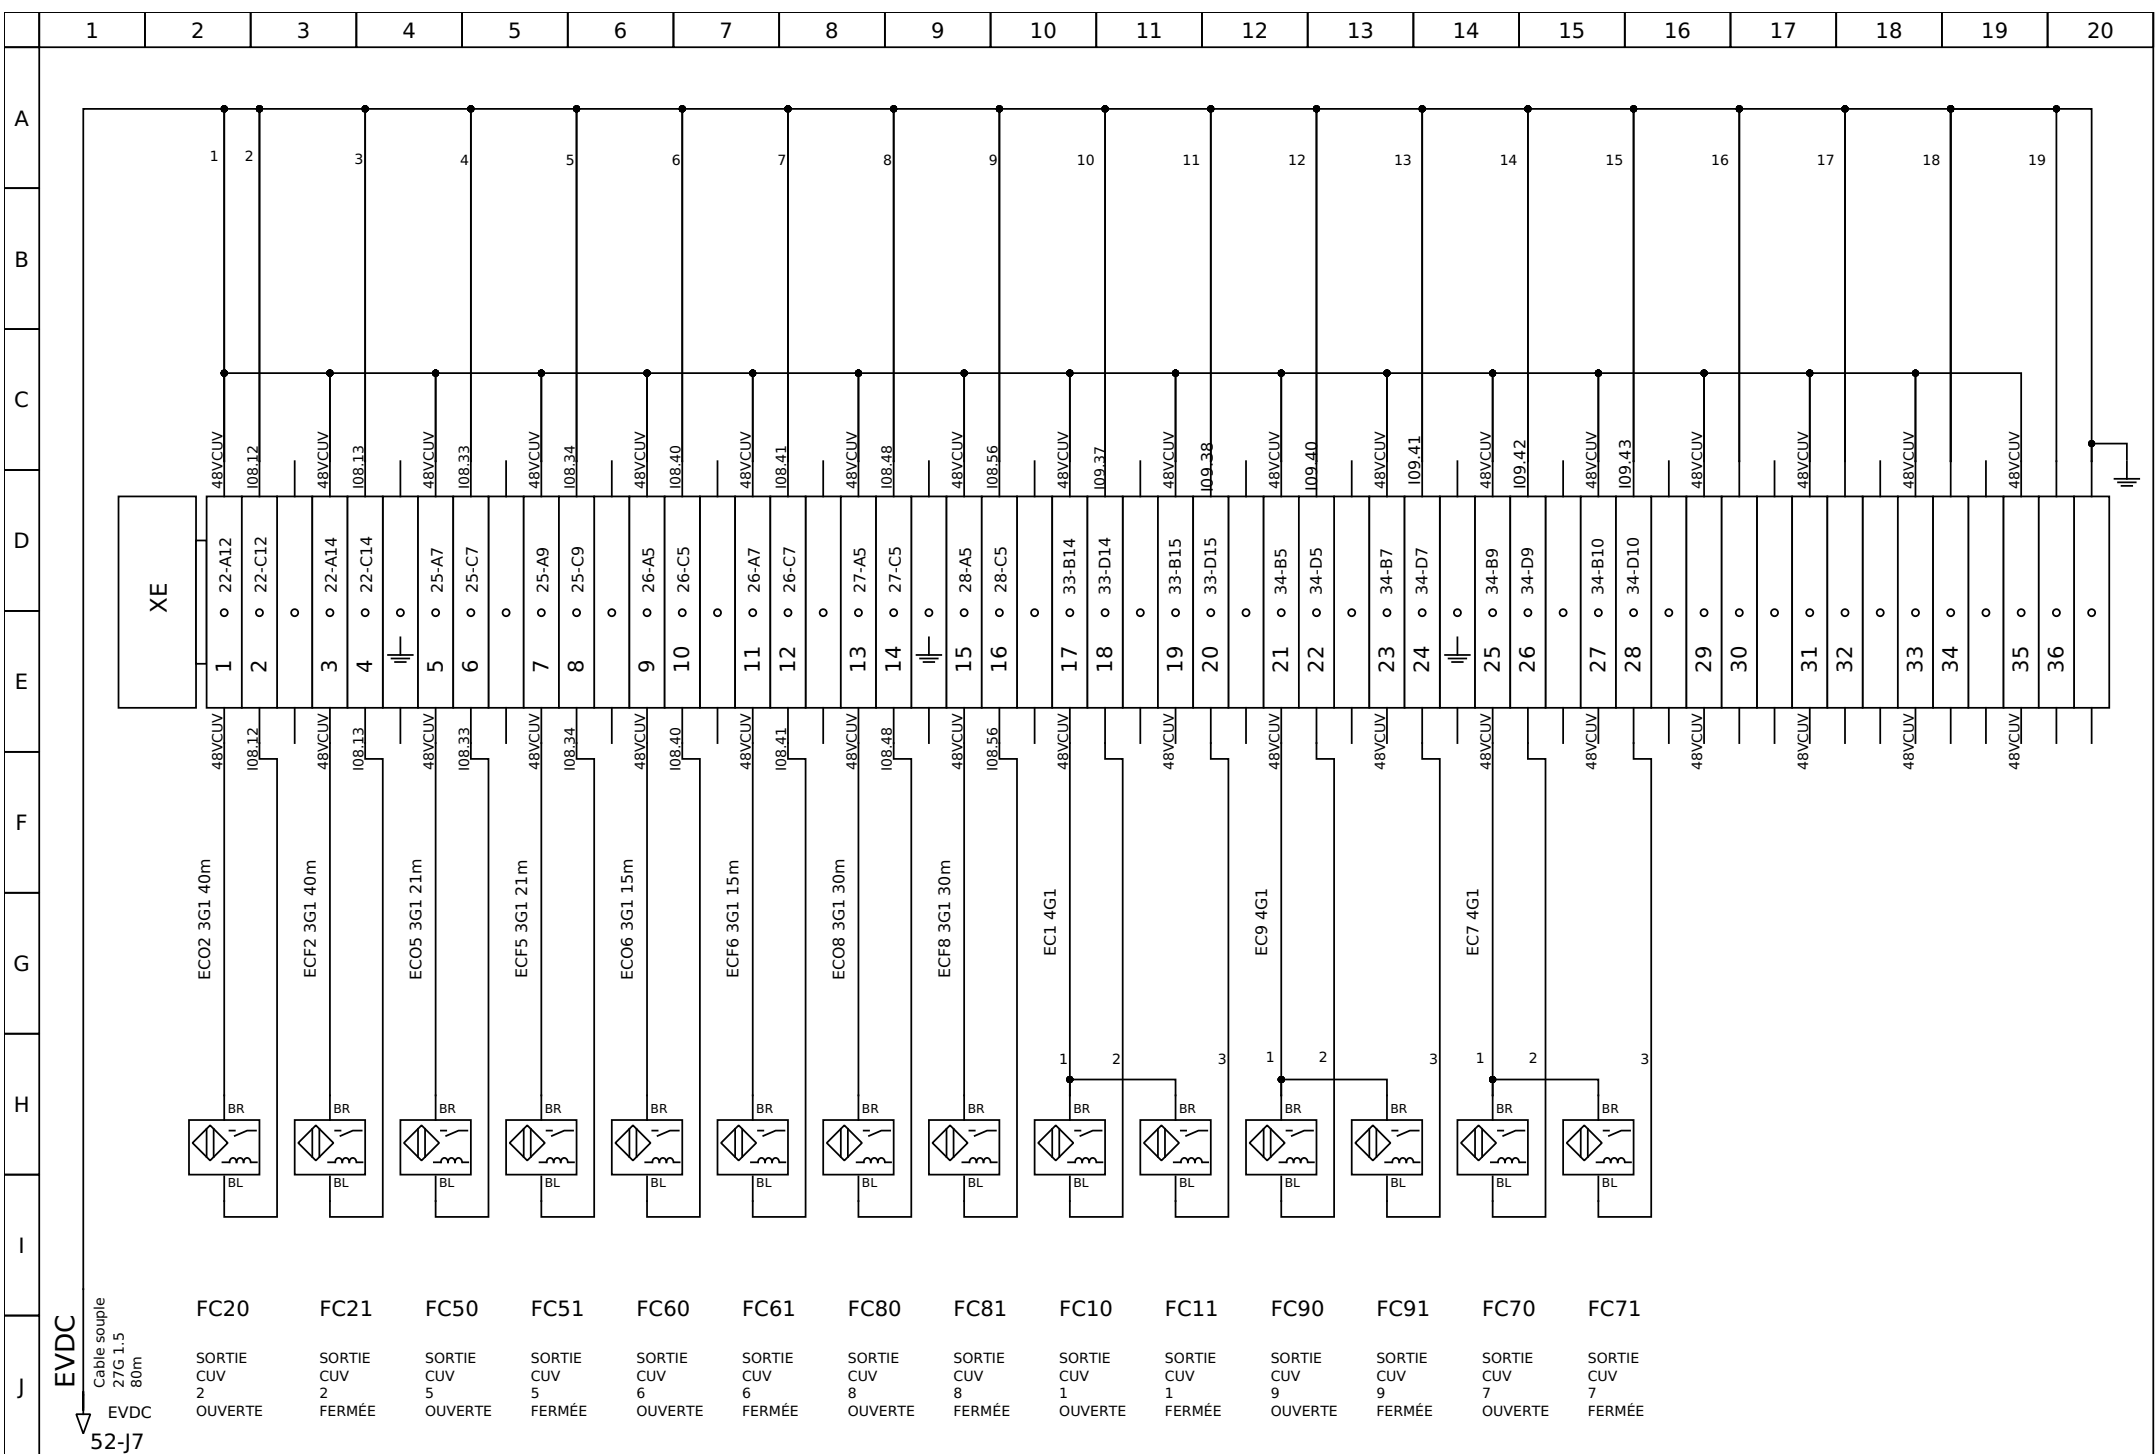 1 2 3 4 5 6 7 8 9 10 11 12 13 14 15 16 17 18 19 20
A
1 2 3 4 5 6 7 8 9 10 11 12 13 14 15 16 17 18 19
B
C
48VCUV I08.12 48VCUV I08.13 48VCUV I08.33 48VCUV I08.34 48VCUV I08.40 48VCUV I08.41 48VCUV I08.48 48VCUV I08.56 48VCUV I09.37 48VCUV I09.38 48VCUV I09.40 48VCUV I09.41 48VCUV I09.42 48VCUV I09.43 48VCUV 48VCUV 48VCUV 48VCUV
D
XE
22-A12 22-C12 22-A14 22-C14 25-A7 25-C7 25-A9 25-C9 26-A5 26-C5 26-A7 26-C7 27-A5 27-C5 28-A5 28-C5 33-B14 33-D14 33-B15 33-D15 34-B5 34-D5 34-B7 34-D7 34-B9 34-D9 34-B10 34-D10
E
1 2 3 4 5 6 7 8 9 10 11 12 13 14 15 16 17 18 19 20 21 22 23 24 25 26 27 28 29 30 31 32 33 34 35 36
48VCUV I08.12 48VCUV I08.13 48VCUV I08.33 48VCUV I08.34 48VCUV I08.40 48VCUV I08.41 48VCUV I08.48 48VCUV I08.56 48VCUV 48VCUV 48VCUV 48VCUV 48VCUV 48VCUV 48VCUV 48VCUV 48VCUV 48VCUV
F
ECO2 3G1 40m
ECF2 3G1 40m
ECO5 3G1 21m
ECF5 3G1 21m
ECO6 3G1 15m
ECF6 3G1 15m
ECO8 3G1 30m
ECF8 3G1 30m
EC1 4G1
EC9 4G1
EC7 4G1
G
1 2 3 1 2 3 1 2 3
H
BR BR BR BR BR BR BR BR BR BR BR BR BR BR
BL BL BL BL BL BL BL BL BL BL BL BL BL BL
I
FC20 FC21 FC50 FC51 FC60 FC61 FC80 FC81 FC10 FC11 FC90 FC91 FC70 FC71
J
EVDC
Cable souple
27G 1.5
80m
SORTIE SORTIE SORTIE SORTIE SORTIE SORTIE SORTIE SORTIE SORTIE SORTIE SORTIE SORTIE SORTIE SORTIE
CUV CUV CUV CUV CUV CUV CUV CUV CUV CUV CUV CUV CUV CUV
2 2 5 5 6 6 8 8 1 1 9 9 7 7
OUVERTE FERMÉE OUVERTE FERMÉE OUVERTE FERMÉE OUVERTE FERMÉE OUVERTE FERMÉE OUVERTE FERMÉE OUVERTE FERMÉE
EVDC
52-J7